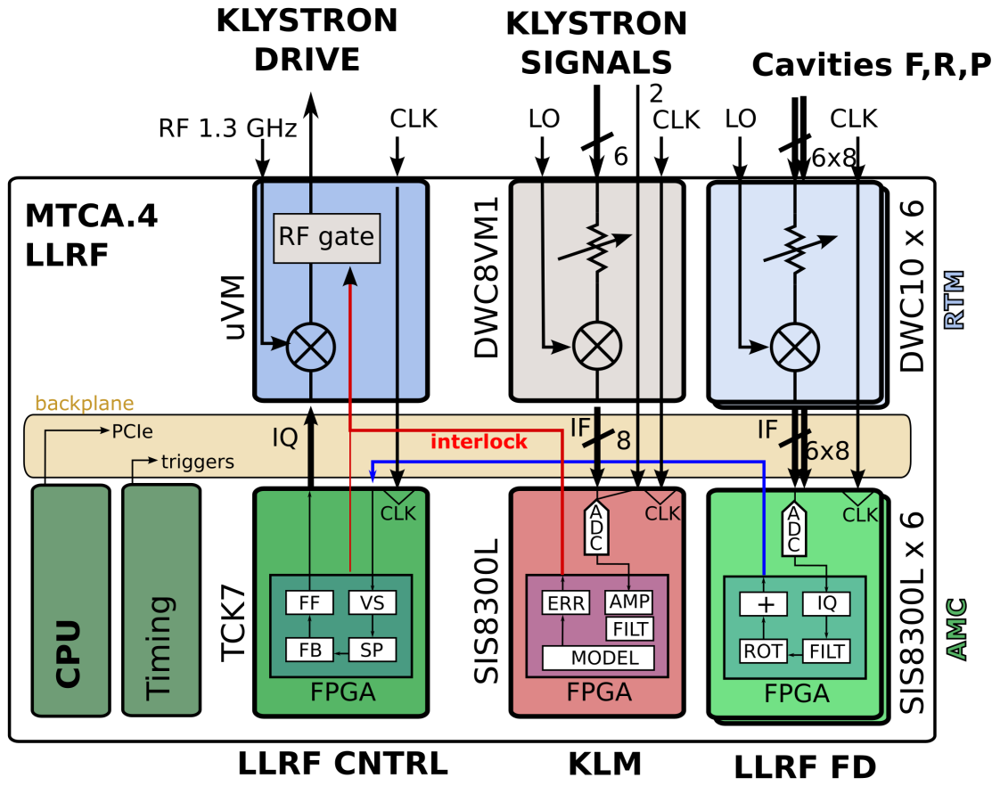 KLYSTRON
DRIVE
KLYSTRON
SIGNALS
Cavities F,R,P
RF 1.3 GHz
CLK
LO
2
CLK
6
LO
CLK
6x8
MTCA.4
LLRF
uVM
RF gate
DWC8VM1
DWC10 x 6
RTM
backplane
PCIe
triggers
IQ
interlock
IF
8
IF
6x8
CPU
Timing
TCK7
CLK
FF
VS
FB
SP
FPGA
SIS8300L
CLK
ADC
ERR
AMP
FILT
MODEL
FPGA
CLK
ADC
+
IQ
ROT
FILT
FPGA
SIS8300L x 6
AMC
LLRF CNTRL
KLM
LLRF FD